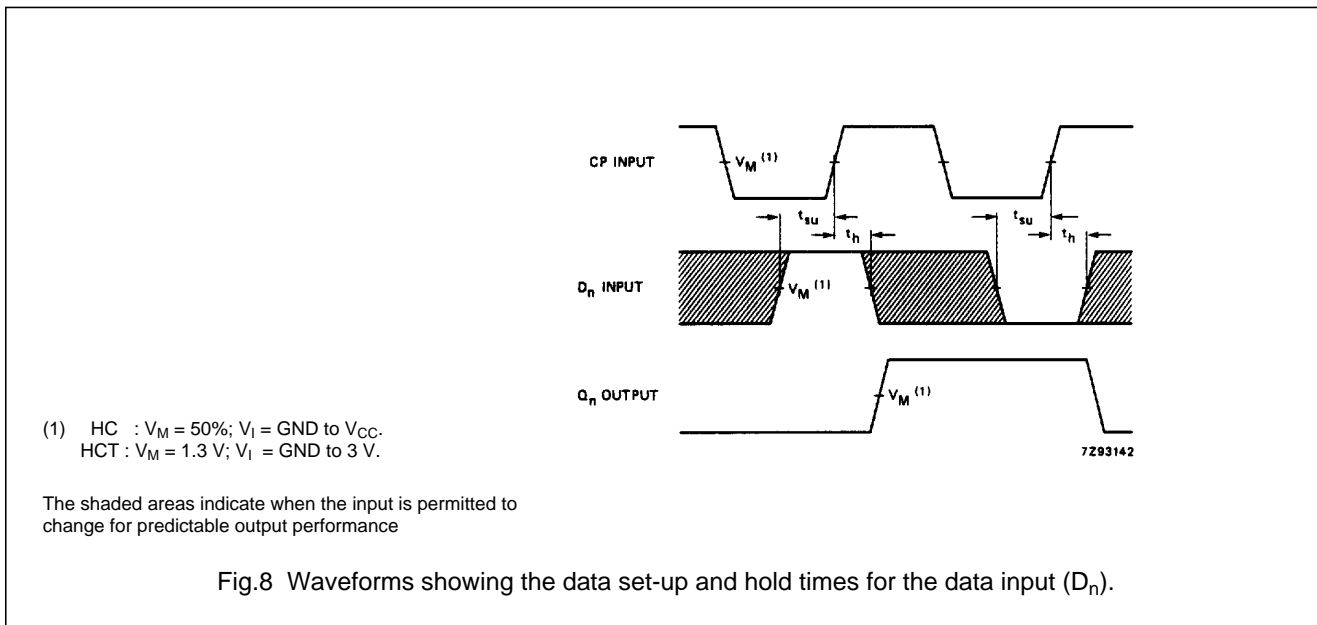 CP INPUT
V_M (1)
t_su
t_h
t_su
t_h
D_n INPUT
V_M (1)
Q_n OUTPUT
V_M (1)
7Z93142
(1) HC : V_M = 50%; V_I = GND to V_CC.
HCT : V_M = 1.3 V; V_I = GND to 3 V.
The shaded areas indicate when the input is permitted to
change for predictable output performance
Fig.8 Waveforms showing the data set-up and hold times for the data input (D_n).